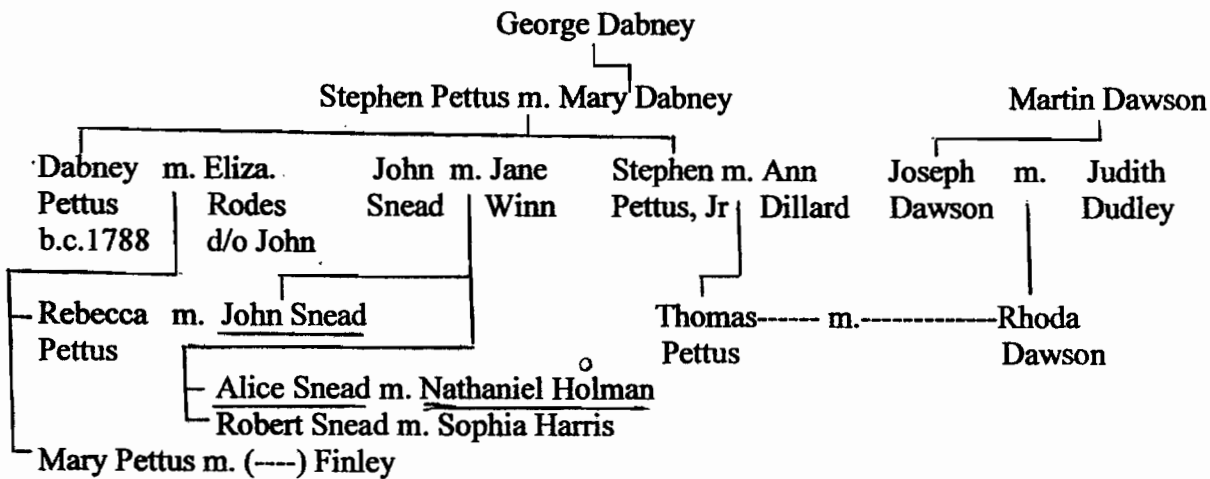 George Dabney
Stephen Pettus m. Mary Dabney Martin Dawson
Dabney m. Eliza. John m. Jane Stephen m. Ann Joseph m. Judith
Pettus Rodes Snead Winn Pettus, Jr Dillard Dawson Dudley
b.c.1788 d/o John
Rebecca m. John Snead Thomas------ m.-------------Rhoda
Pettus Pettus Dawson
Alice Snead m. Nathaniel Holman
Robert Snead m. Sophia Harris
Mary Pettus m. (----) Finley